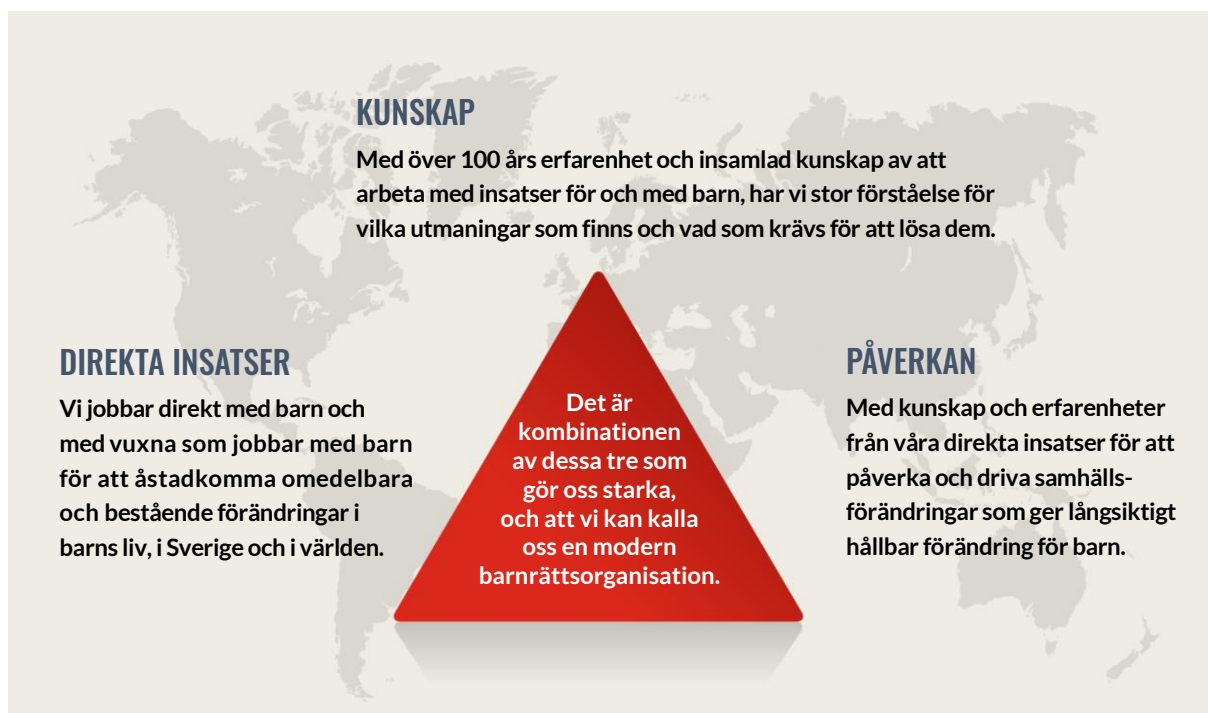 KUNSKAP
Med över 100 års erfarenhet och insamlad kunskap av att
arbeta med insatser för och med barn, har vi stor förståelse för
vilka utmaningar som finns och vad som krävs för att lösa dem.
DIREKTA INSATSER
Vi jobbar direkt med barn och
med vuxna som jobbar med barn
för att åstadkomma omedelbara
och bestående förändringar i
barns liv, i Sverige och i världen.
Det är
kombinationen
av dessa tre som
gör oss starka,
och att vi kan kalla
oss en modern
barnrättsorganisation.
PÅVERKAN
Med kunskap och erfarenheter
från våra direkta insatser för att
påverka och driva samhälls-
förändringar som ger långsiktigt
hållbar förändring för barn.